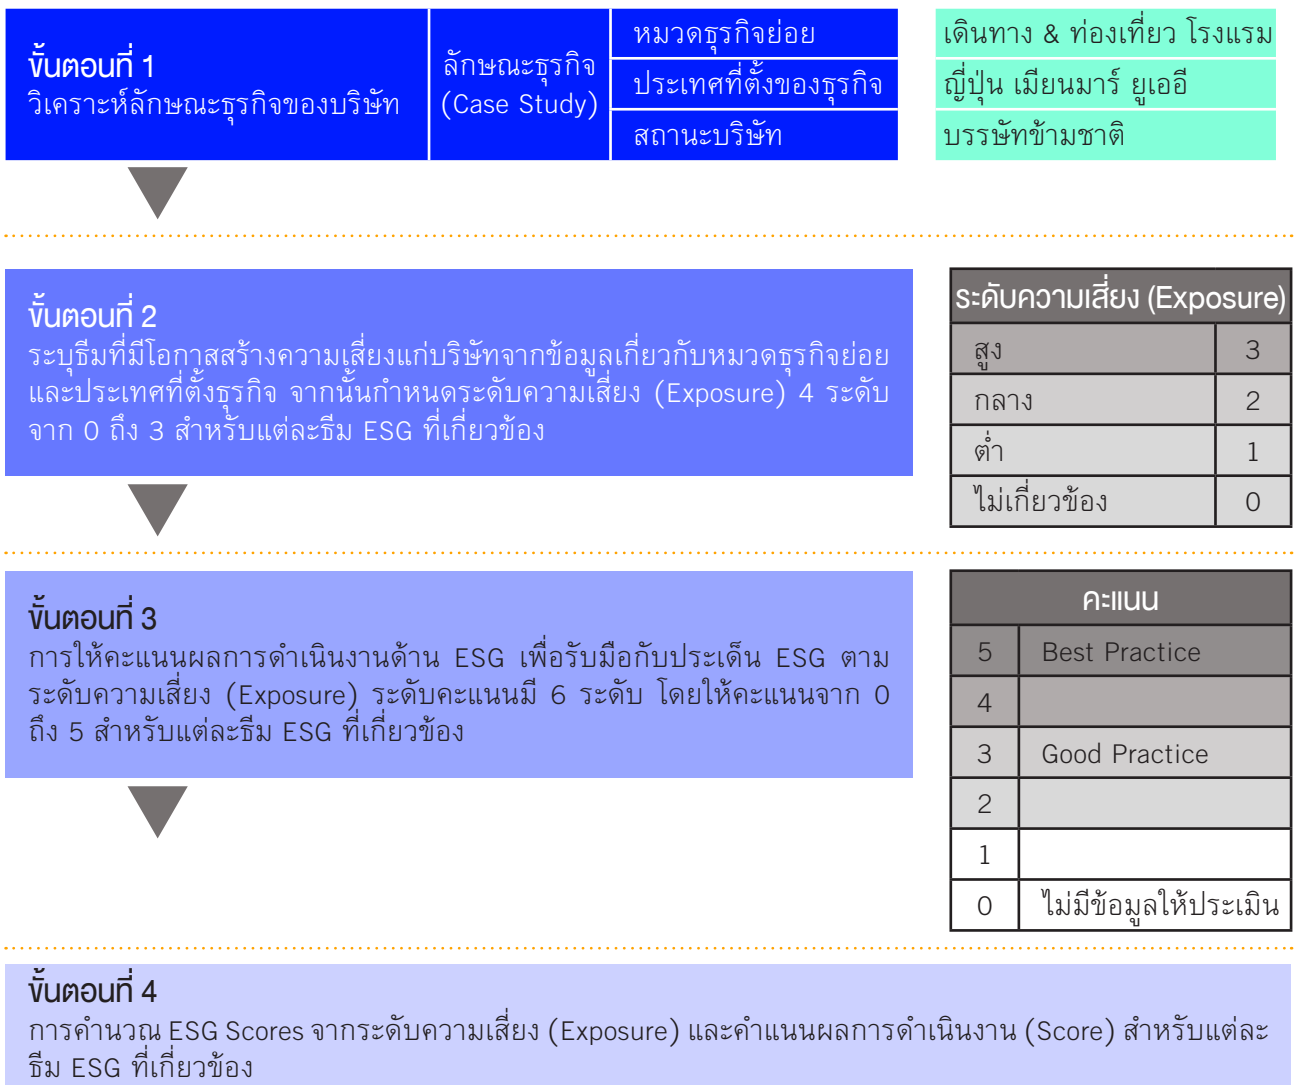 ขั้นตอนที่ 1
วิเคราะห์ลักษณะธุรกิจของบริษัท
ลักษณะธุรกิจ
(Case Study)
หมวดธุรกิจย่อย
ประเทศที่ตั้งของธุรกิจ
สถานะบริษัท
เดินทาง & ท่องเที่ยว โรงแรม
ญี่ปุ่น เมียนมาร์ ยูเออี
บรรษัทข้ามชาติ
ขั้นตอนที่ 2
ระบุธีมที่มีโอกาสสร้างความเสี่ยงแก่บริษัทจากข้อมูลเกี่ยวกับหมวดธุรกิจย่อย
และประเทศที่ตั้งธุรกิจ จากนั้นกำหนดระดับความเสี่ยง (Exposure) 4 ระดับ
จาก 0 ถึง 3 สำหรับแต่ละธีม ESG ที่เกี่ยวข้อง
ระดับความเสี่ยง (Exposure)
สูง 3
กลาง 2
ต่ำ 1
ไม่เกี่ยวข้อง 0
ขั้นตอนที่ 3
การให้คะแนนผลการดำเนินงานด้าน ESG เพื่อรับมือกับประเด็น ESG ตาม
ระดับความเสี่ยง (Exposure) ระดับคะแนนมี 6 ระดับ โดยให้คะแนนจาก 0
ถึง 5 สำหรับแต่ละธีม ESG ที่เกี่ยวข้อง
คะแนน
5 Best Practice
4
3 Good Practice
2
1
0 ไม่มีข้อมูลให้ประเมิน
ขั้นตอนที่ 4
การคำนวณ ESG Scores จากระดับความเสี่ยง (Exposure) และคำแนนผลการดำเนินงาน (Score) สำหรับแต่ละ
ธีม ESG ที่เกี่ยวข้อง